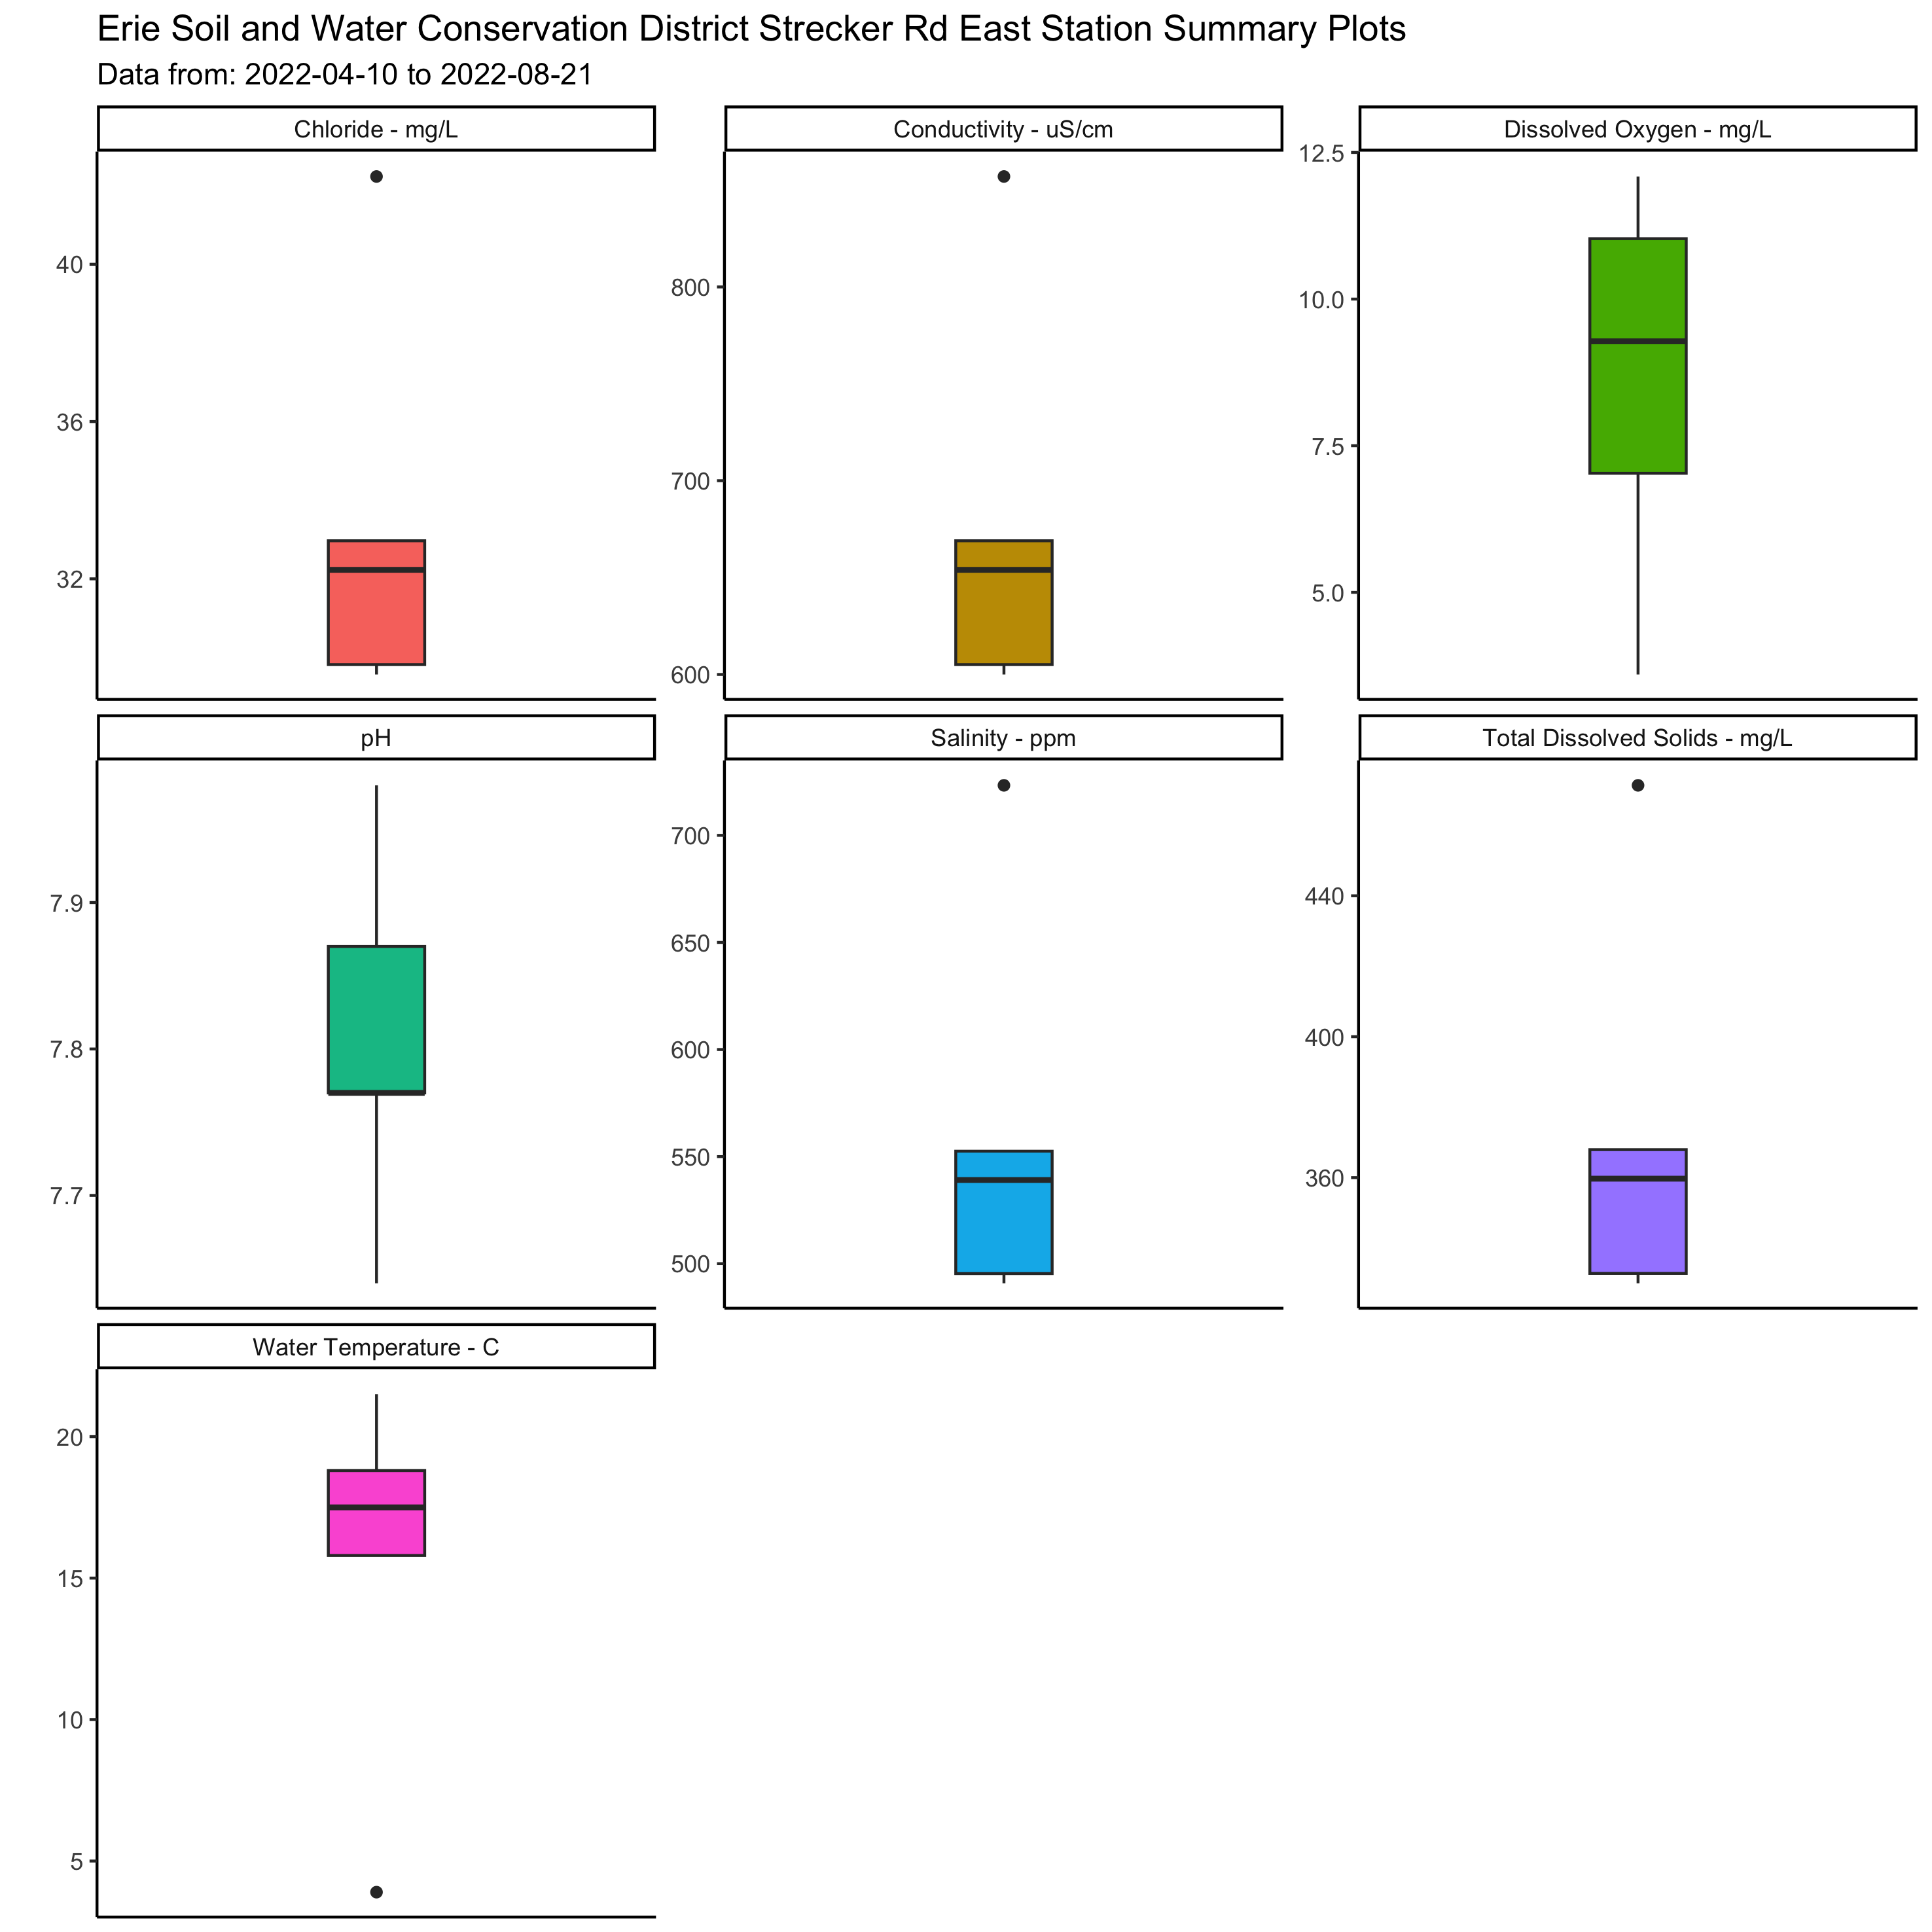 Erie Soil and Water Conservation District Strecker Rd East Station Summary Plots
Data from: 2022-04-10 to 2022-08-21
Chloride - mg/L
40
36
32
Conductivity - uS/cm
800
700
600
Dissolved Oxygen - mg/L
12.5
10.0
7.5
5.0
pH
7.9
7.8
7.7
Salinity - ppm
700
650
600
550
500
Total Dissolved Solids - mg/L
440
400
360
Water Temperature - C
20
15
10
5